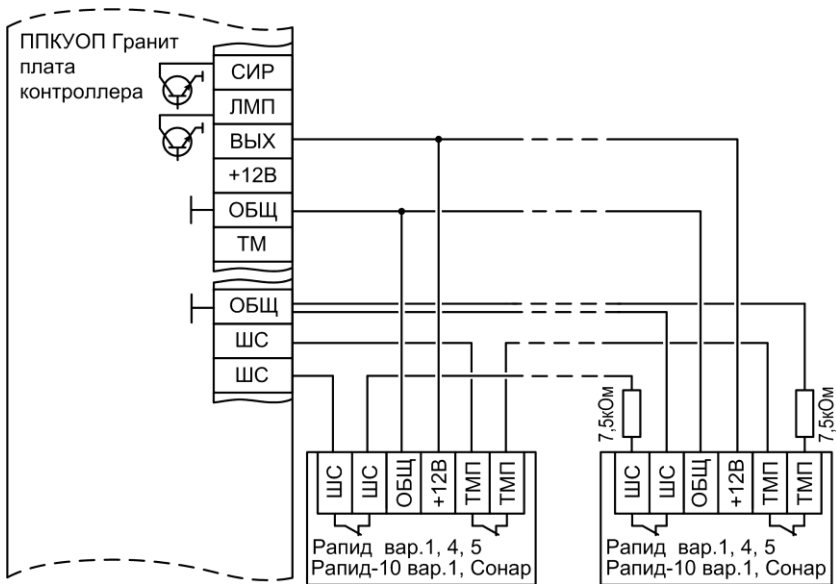 ППКУОП Гранит
плата
контроллера
СИР
ЛМП
ВЫХ
+12В
ОБЩ
ТМ
ОБЩ
ШС
ШС
7,5кОм
7,5кОм
ШС
ШС
ОБЩ
+12В
ТМП
ТМП
Рапид вар.1, 4, 5
Рапид-10 вар.1, Сонар
ШС
ШС
ОБЩ
+12В
ТМП
ТМП
Рапид вар.1, 4, 5
Рапид-10 вар.1, Сонар